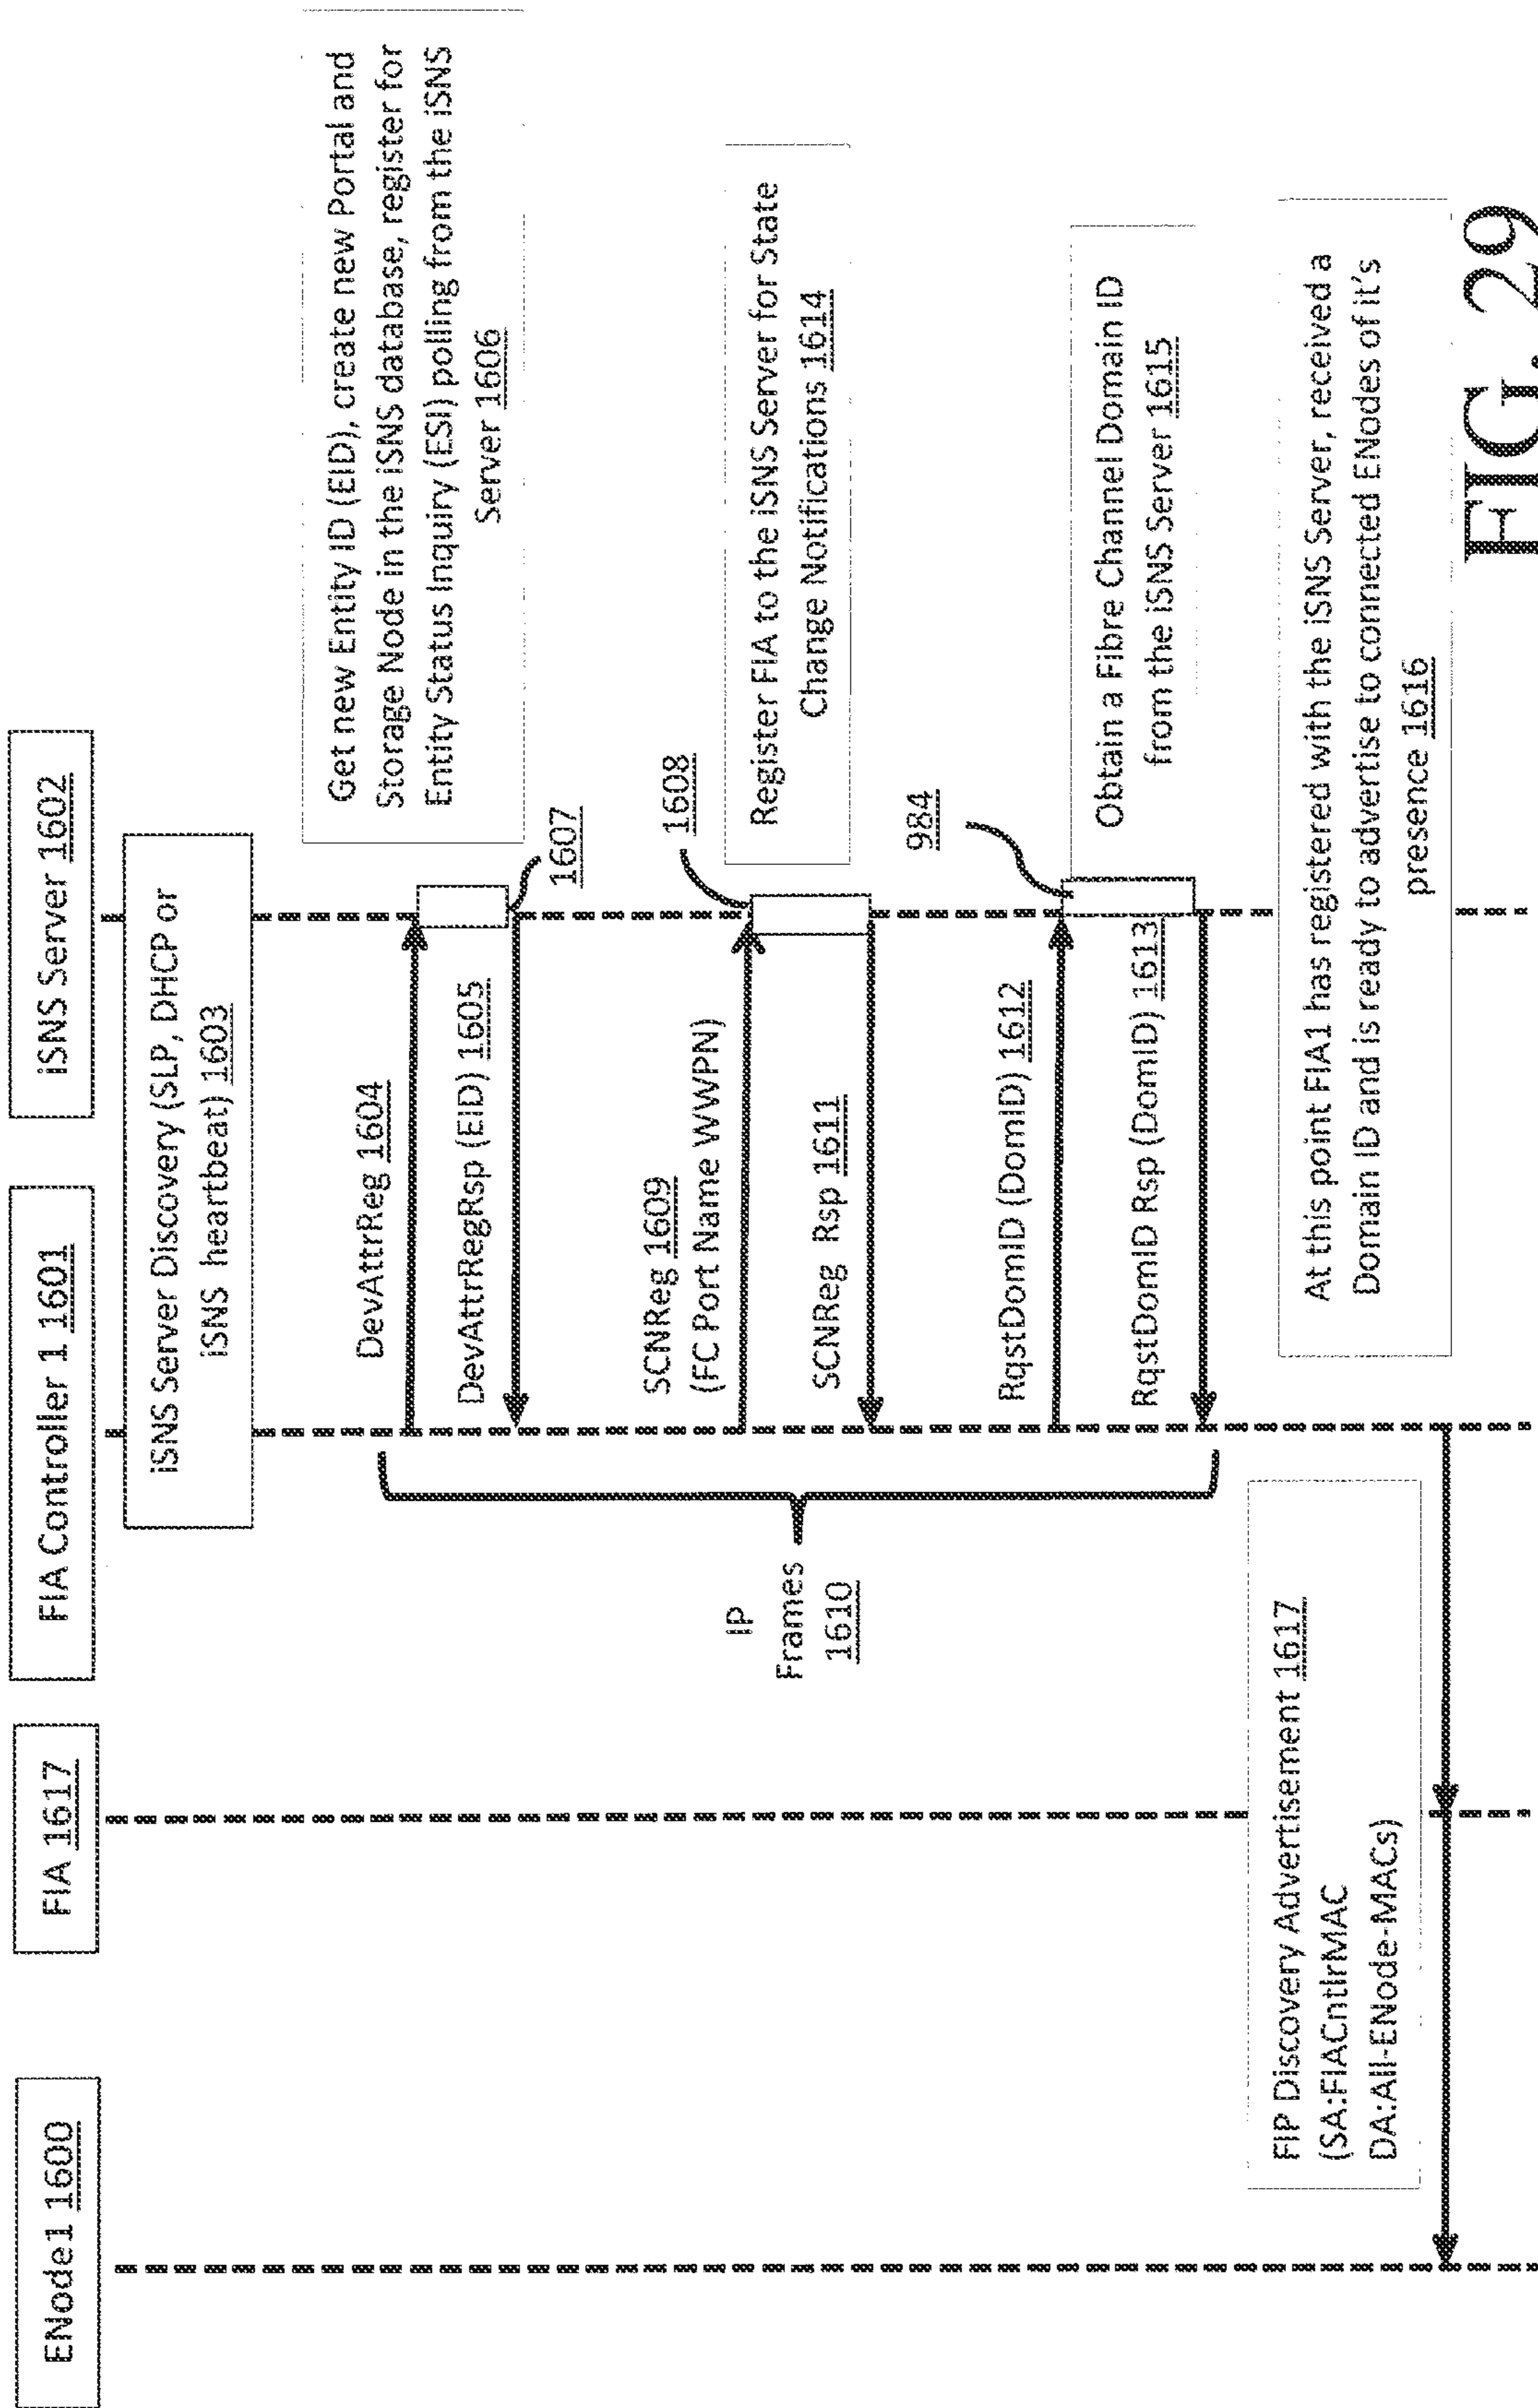 ENode1 1600
FIA 1617
FIA Controller 1 1601
iSNS Server 1602
iSNS Server Discovery (SLP, DHCP or
iSNS heartbeat) 1603
DevAttrReg 1604
DevAttrRegRsp (EID) 1605
Get new Entity ID (EID), create new Portal and
Storage Node in the iSNS database, register for
Entity Status Inquiry (ESI) polling from the iSNS
Server 1606
1607
1608
SCNReg 1609
(FC Port Name WWPN)
Register FIA to the iSNS Server for State
Change Notifications 1614
IP
Frames
1610
SCNReg Rsp 1611
984
RqstDomID (DomID) 1612
RqstDomID Rsp (DomID) 1613
Obtain a Fibre Channel Domain ID
from the iSNS Server 1615
At this point FIA1 has registered with the iSNS Server, received a
Domain ID and is ready to advertise to connected ENodes of it's
presence 1616
FIP Discovery Advertisement 1617
(SA:FIACntlrMAC
DA:All-ENode-MACs)
FIG. 29